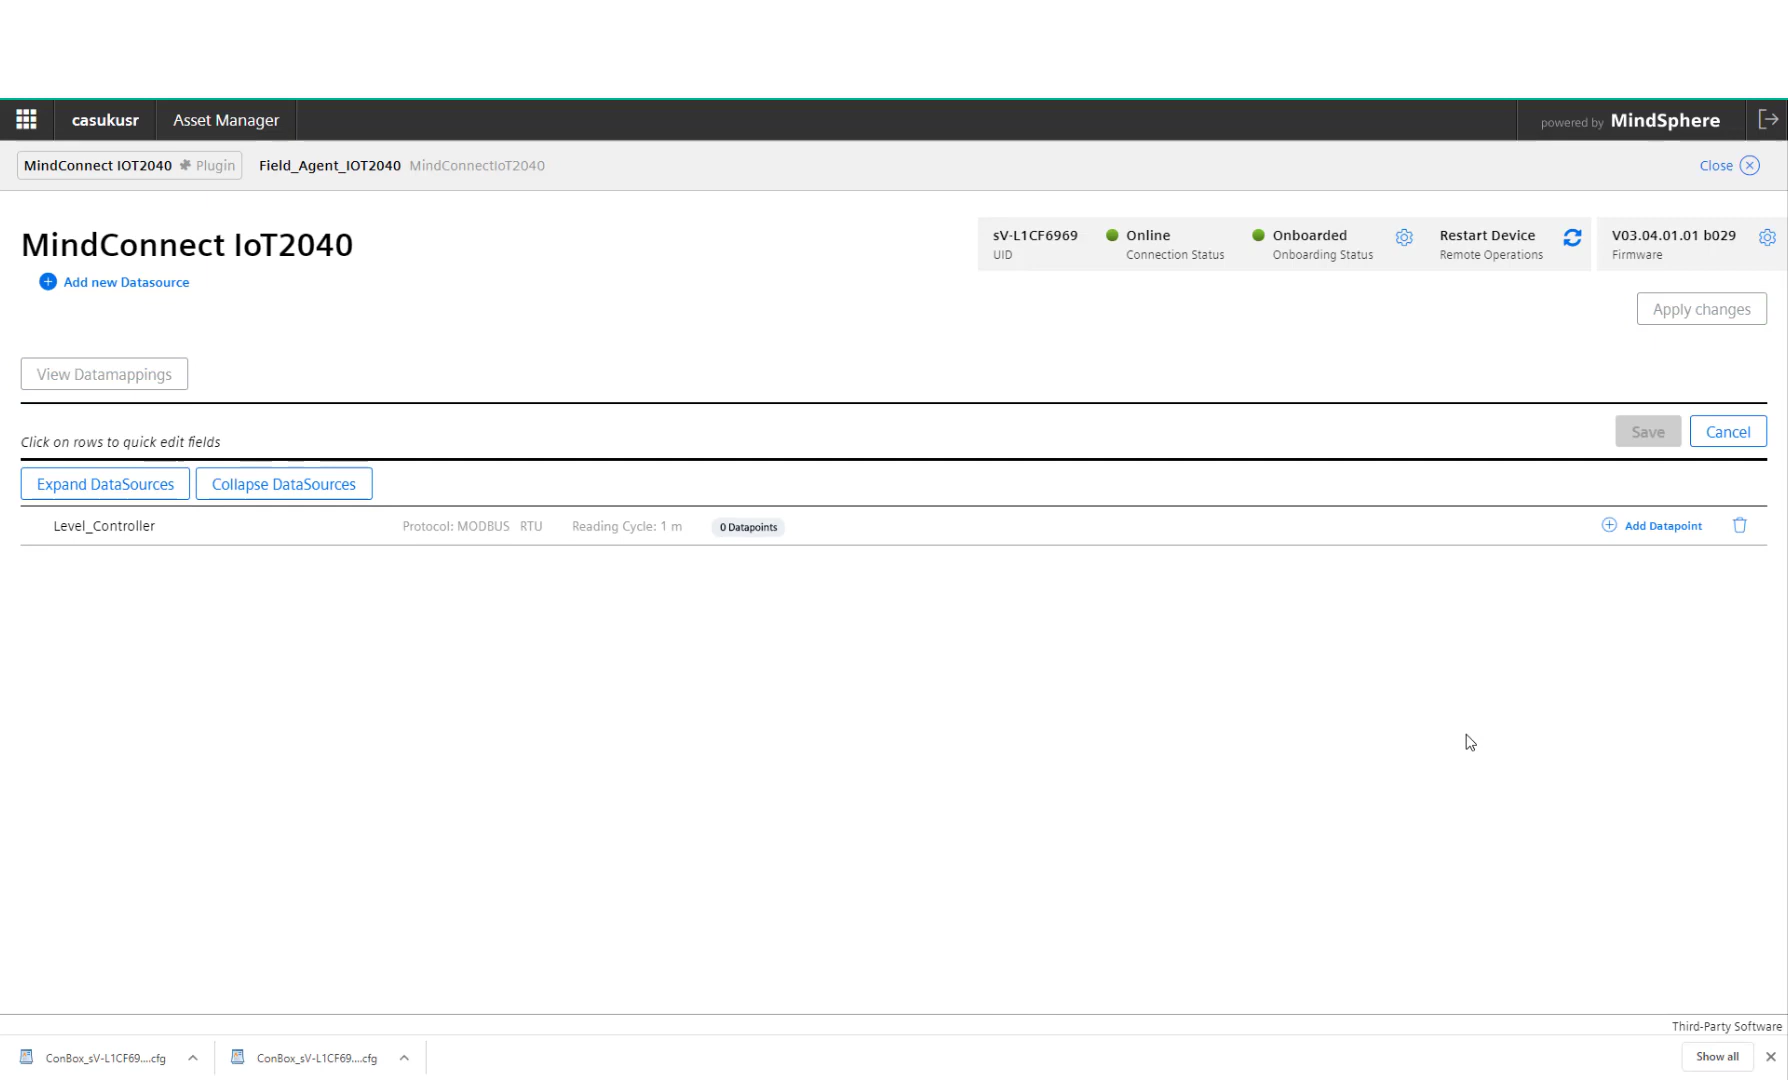 casukusr Asset Manager powered by MindSphere
MindConnect IOT2040 Plugin Field_Agent_IOT2040 MindConnectIoT2040 Close
MindConnect IoT2040
sV-L1CF6969 Online Onboarded Restart Device V03.04.01.01 b029
UID Connection Status Onboarding Status Remote Operations Firmware
Add new Datasource
Apply changes
View Datamappings
Click on rows to quick edit fields
Save Cancel
Expand DataSources Collapse DataSources
Level_Controller Protocol: MODBUS RTU Reading Cycle: 1 m 0 Datapoints Add Datapoint
Third-Party Software
ConBox_sV-L1CF69....cfg ConBox_sV-L1CF69....cfg Show all